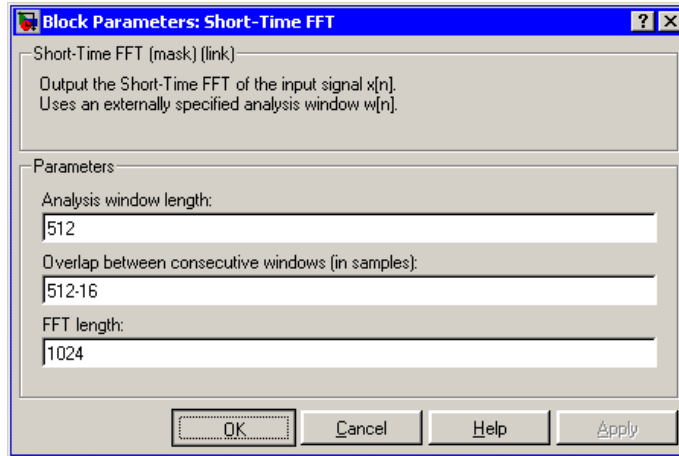 Block Parameters: Short-Time FFT
Short-Time FFT (mask) (link)
Output the Short-Time FFT of the input signal x[n].
Uses an externally specified analysis window w[n].
Parameters
Analysis window length:
512
Overlap between consecutive windows (in samples):
512-16
FFT length:
1024
OK Cancel Help Apply